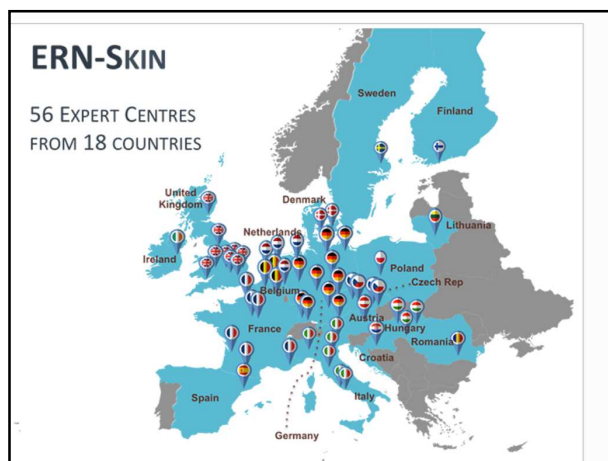 ERN-SKIN
56 EXPERT CENTRES
FROM 18 COUNTRIES
Sweden
Finland
United
Kingdom
Denmark
Lithuania
Netherlands
Ireland
Poland
Czech Rep
Belgium
Austria
France
Hungary
Romania
Croatia
Spain
Italy
Germany